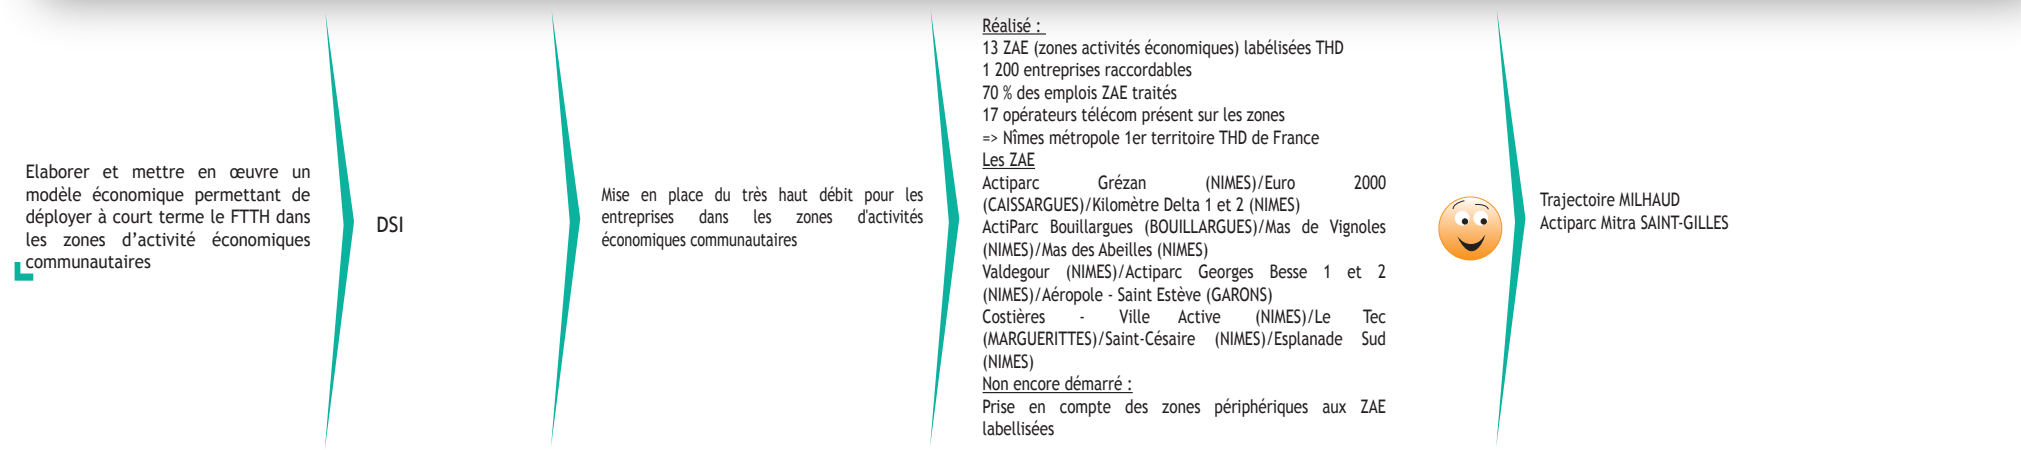 Elaborer et mettre en œuvre un
modèle économique permettant de
déployer à court terme le FTTH dans
les zones d’activité économiques
communautaires
DSI
Mise en place du très haut débit pour les
entreprises dans les zones d'activités
économiques communautaires
Réalisé :
13 ZAE (zones activités économiques) labélisées THD
1 200 entreprises raccordables
70 % des emplois ZAE traités
17 opérateurs télécom présent sur les zones
=> Nîmes métropole 1er territoire THD de France
Les ZAE
Actiparc Grézan (NIMES)/Euro 2000
(CAISSARGUES)/Kilomètre Delta 1 et 2 (NIMES)
ActiParc Bouillargues (BOUILLARGUES)/Mas de Vignoles
(NIMES)/Mas des Abeilles (NIMES)
Valdegour (NIMES)/Actiparc Georges Besse 1 et 2
(NIMES)/Aéropole - Saint Estève (GARONS)
Costières - Ville Active (NIMES)/Le Tec
(MARGUERITTES)/Saint-Césaire (NIMES)/Esplanade Sud
(NIMES)
Non encore démarré :
Prise en compte des zones périphériques aux ZAE
labellisées
Trajectoire MILHAUD
Actiparc Mitra SAINT-GILLES